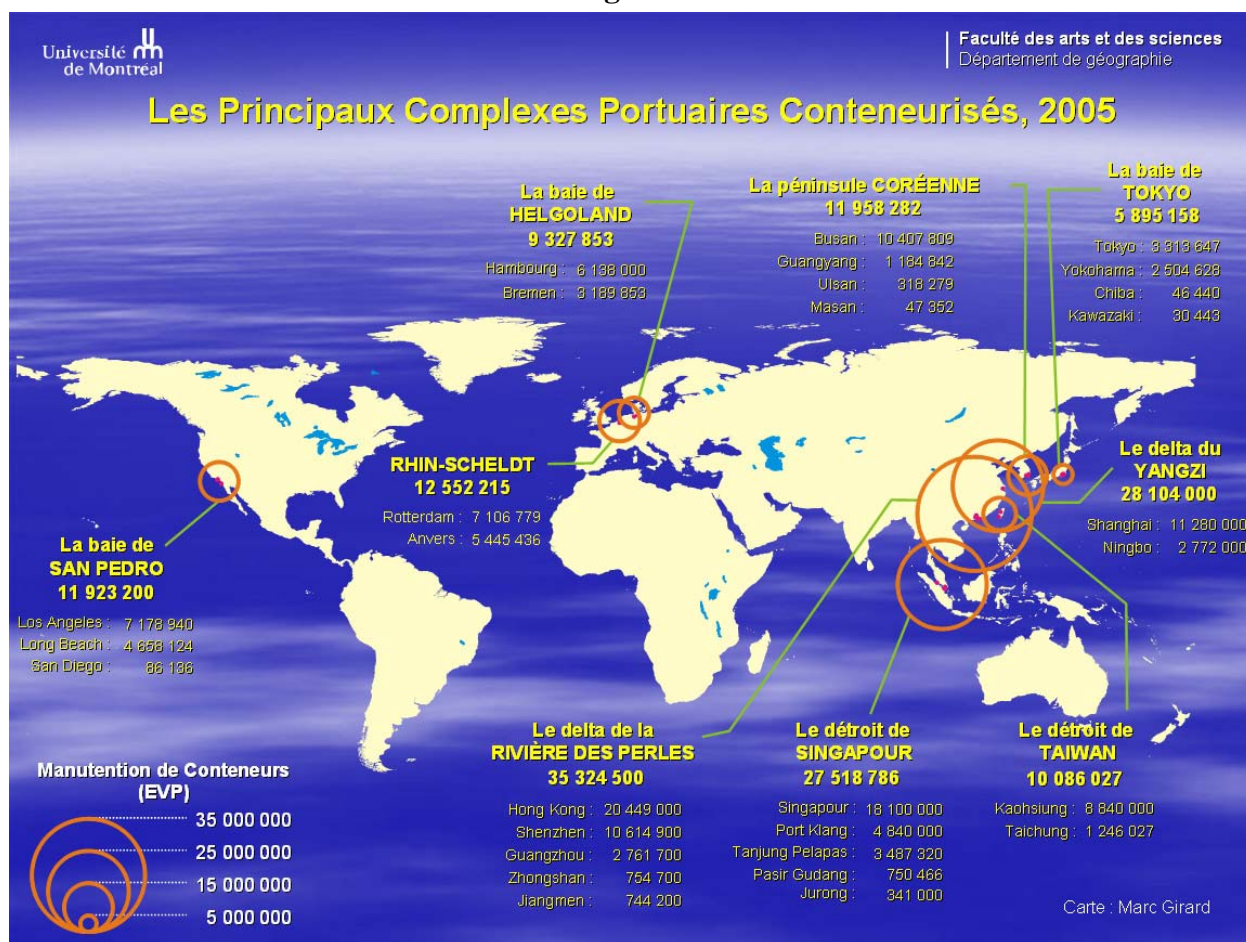 Université
de Montréal
Faculté des arts et des sciences
Département de géographie
Les Principaux Complexes Portuaires Conteneurisés, 2005
La baie de
HELGOLAND
9 327 853
Hambourg : 6 138 000
Bremen : 3 189 853
La péninsule CORÉENNE
11 958 282
Busan : 10 407 809
Guangyang : 1 184 842
Ulsan : 318 279
Masan : 47 352
La baie de
TOKYO
5 895 158
Tokyo : 3 313 647
Yokohama : 2 504 628
Chiba : 46 440
Kawazaki : 30 443
RHIN-SCHELDT
12 552 215
Rotterdam : 7 106 779
Anvers : 5 445 436
Le delta du
YANGZI
28 104 000
Shanghai : 11 280 000
Ningbo : 2 772 000
La baie de
SAN PEDRO
11 923 200
Los Angeles : 7 178 940
Long Beach : 4 658 124
San Diego : 86 136
Le delta de la
RIVIÈRE DES PERLES
35 324 500
Hong Kong : 20 449 000
Shenzhen : 10 614 900
Guangzhou : 2 761 700
Zhongshan : 754 700
Jiangmen : 744 200
Le détroit de
SINGAPOUR
27 518 786
Singapour : 18 100 000
Port Klang : 4 840 000
Tanjung Pelapas : 3 487 320
Pasir Gudang : 750 466
Jurong : 341 000
Le détroit de
TAIWAN
10 086 027
Kaohsiung : 8 840 000
Taichung : 1 246 027
Manutention de Conteneurs
(EVP)
35 000 000
25 000 000
15 000 000
5 000 000
Carte : Marc Girard